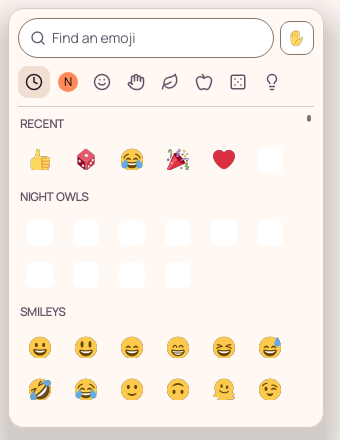 Find an emoji
N
RECENT
NIGHT OWLS
SMILEYS